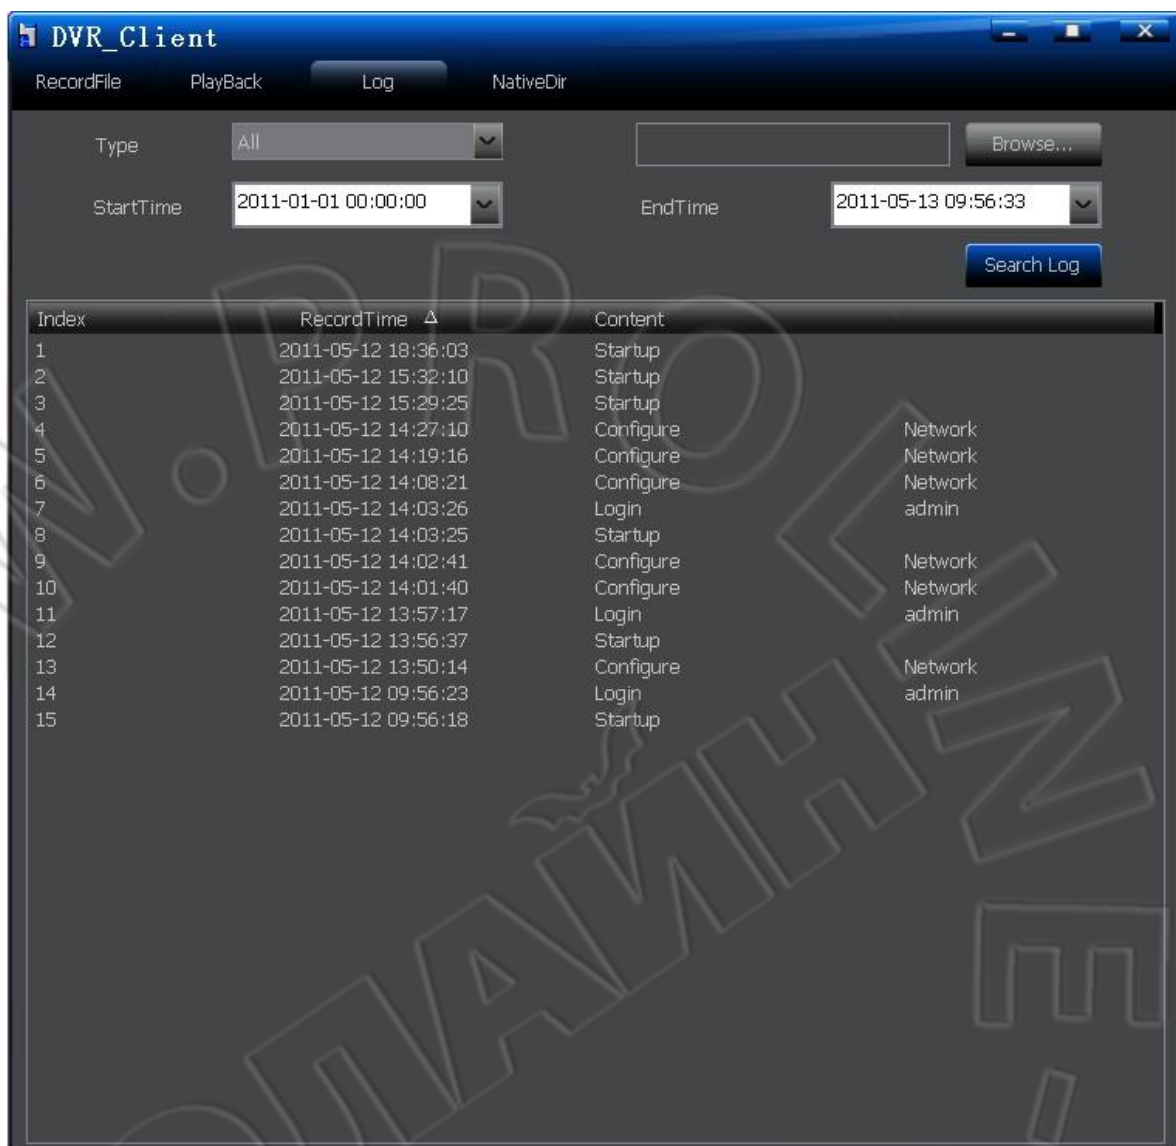 DVR_Client
RecordFile PlayBack Log NativeDir
Type All Browse...
StartTime 2011-01-01 00:00:00 EndTime 2011-05-13 09:56:33
Search Log
Index RecordTime Content
1 2011-05-12 18:36:03 Startup
2 2011-05-12 15:32:10 Startup
3 2011-05-12 15:29:25 Startup
4 2011-05-12 14:27:10 Configure Network
5 2011-05-12 14:19:16 Configure Network
6 2011-05-12 14:08:21 Configure Network
7 2011-05-12 14:03:26 Login admin
8 2011-05-12 14:03:25 Startup
9 2011-05-12 14:02:41 Configure Network
10 2011-05-12 14:01:40 Configure Network
11 2011-05-12 13:57:17 Login admin
12 2011-05-12 13:56:37 Startup
13 2011-05-12 13:50:14 Configure Network
14 2011-05-12 09:56:23 Login admin
15 2011-05-12 09:56:18 Startup
W.PROLINE-
ОЛАЙН